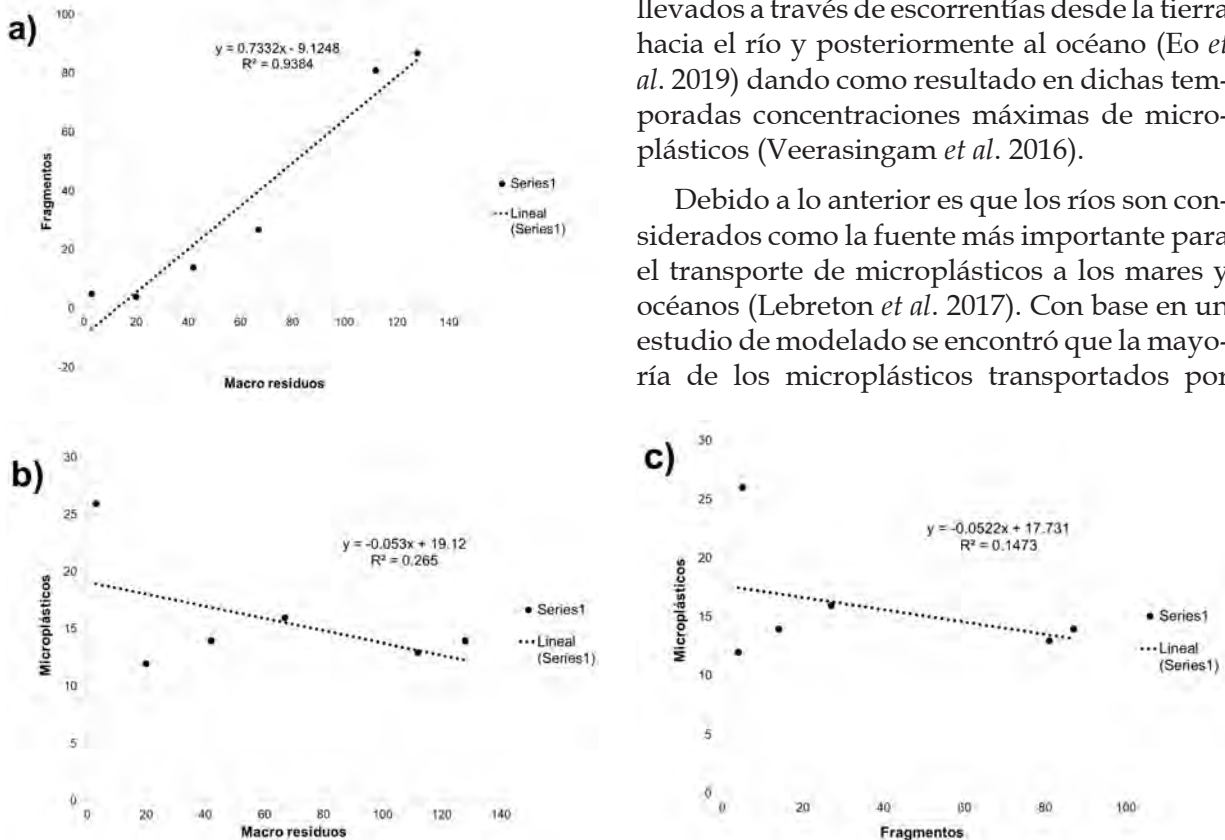 a)
100
80
60
40
20
0
-20
Fragmentos
y = 0.7332x - 9.1248
R² = 0.9384
0 20 40 60 80 100 120 140
Macro residuos
Series1
Lineal
(Series1)
llevados a través de escorrentías desde la tierra
hacia el río y posteriormente al océano (Eo et
al. 2019) dando como resultado en dichas tem-
poradas concentraciones máximas de micro-
plásticos (Veerasingam et al. 2016).
Debido a lo anterior es que los ríos son con-
siderados como la fuente más importante para
el transporte de microplásticos a los mares y
océanos (Lebreton et al. 2017). Con base en un
estudio de modelado se encontró que la mayo-
ría de los microplásticos transportados por
b)
30
25
20
15
10
5
0
Microplásticos
y = -0.053x + 19.12
R² = 0.265
0 20 40 60 80 100 120 140
Macro residuos
Series1
Lineal
(Series1)
c)
30
25
20
15
10
5
0
Microplásticos
y = -0.0522x + 17.731
R² = 0.1473
0 20 40 60 80 100
Fragmentos
Series1
Lineal
(Series1)